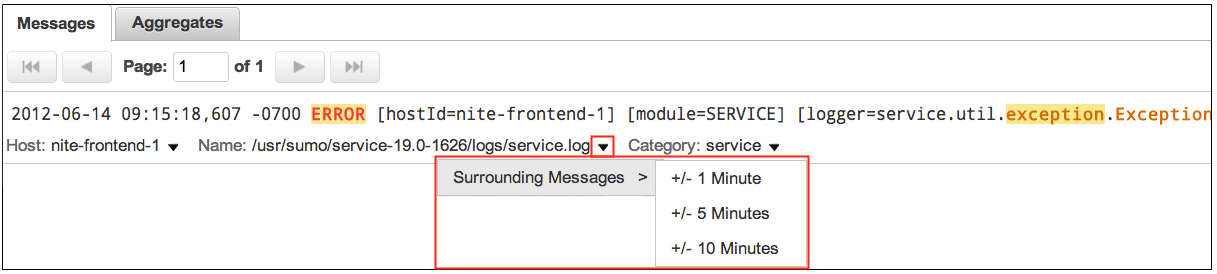 Messages Aggregates
Page: 1 of 1
2012-06-14 09:15:18,607 -0700 ERROR [hostId=nite-frontend-1] [module=SERVICE] [logger=service.util.exception.Exception
Host: nite-frontend-1 Name: /usr/sumo/service-19.0-1626/logs/service.log Category: service
Surrounding Messages > +/- 1 Minute
+/- 5 Minutes
+/- 10 Minutes